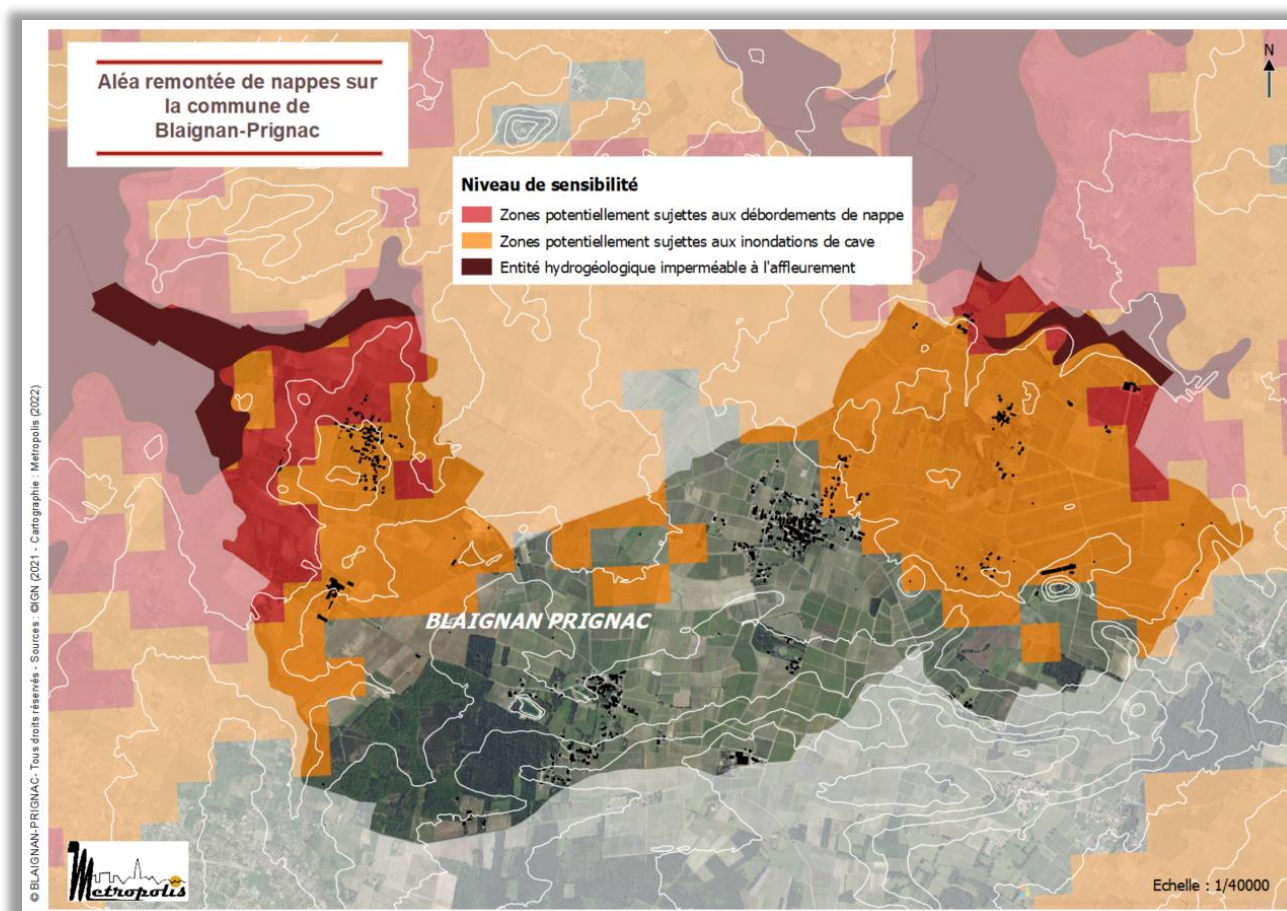 Aléa remontée de nappes sur
la commune de
Blaignan-Prignac
N
Niveau de sensibilité
Zones potentiellement sujettes aux débordements de nappe
Zones potentiellement sujettes aux inondations de cave
Entité hydrogéologique imperméable à l'affleurement
BLAIGNAN PRIGNAC
© BLAIGNAN-PRIGNAC- Tous droits réservés - Sources : ©IGN (2021 - Cartographie : Metropolis (2022)
Metropolis
Echelle : 1/40000